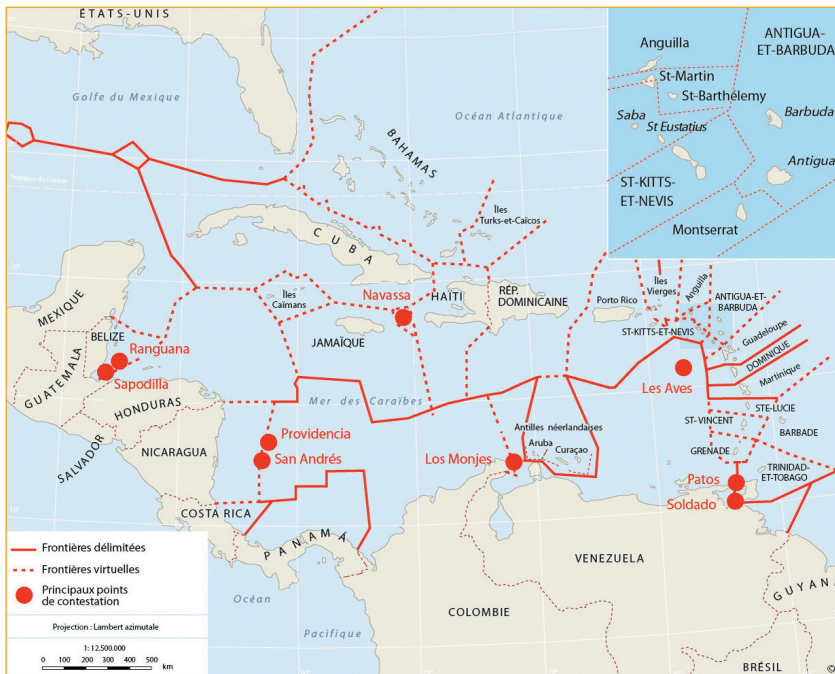 ÉTATS-UNIS
Golfe du Mexique
Océan Atlantique
BAHAMAS
Tropique du Cancer
Îles
Turks-et-Caïcos
CUBA
Îles
Caïmans
Navassa
HAÏTI
RÉP.
DOMINICAINE
JAMAÏQUE
Porto Rico
Îles
Vierges
Anguilla
ANTIGUA-ET-
BARBUDA
ST-KITTS-ET-NEVIS
Guadeloupe
DOMINIQUE
Martinique
Les Aves
STE-LUCIE
ST-VINCENT
BARBADE
GRENADE
TRINIDAD-
ET-TOBAGO
Patos
Soldado
MEXIQUE
BELIZE
Ranguana
Sapodilla
GUATEMALA
HONDURAS
SALVADOR
NICARAGUA
Mer des Caraïbes
Providencia
San Andrés
Los Monjes
Antilles néerlandaises
Aruba
Curaçao
COSTA RICA
PANAMÁ
VENEZUELA
COLOMBIE
GUYANA
BRÉSIL
Océan
Pacifique
Anguilla
ANTIGUA-
ET-BARBUDA
St-Martin
St-Barthélemy
Saba
St Eustatius
Barbuda
ST-KITTS-
ET-NEVIS
Antigua
Montserrat
Frontières délimitées
Frontières virtuelles
Principaux points
de contestation
Projection : Lambert azimutale
1: 12.500.000
0 100 200 300 400 500
km
©